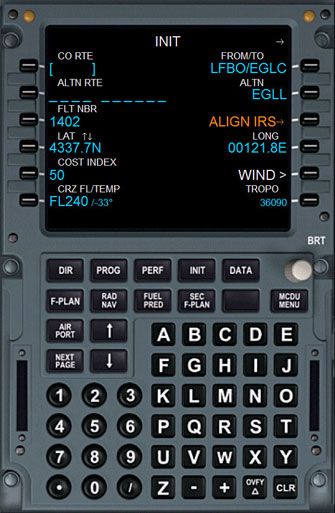 INIT →
CO RTE FROM/TO
[ ] LFBO/EGLC
ALTN RTE ALTN
_ _ _ _ _ _ _ _ _ _ EGLL
FLT NBR
1402 ALIGN IRS→
LAT ↑↓ LONG
4337.7N 00121.8E
COST INDEX
50 WIND >
CRZ FL/TEMP TROPO
FL240 /-33° 36090
BRT
DIR PROG PERF INIT DATA
F-PLAN RAD NAV FUEL PRED SEC F-PLAN MCDU MENU
AIR PORT ↑
NEXT PAGE ↓
A B C D E
F G H I J
1 2 3 K L M N O
4 5 6 P Q R S T
7 8 9 U V W X Y
• 0 / Z - + OVFY Δ CLR